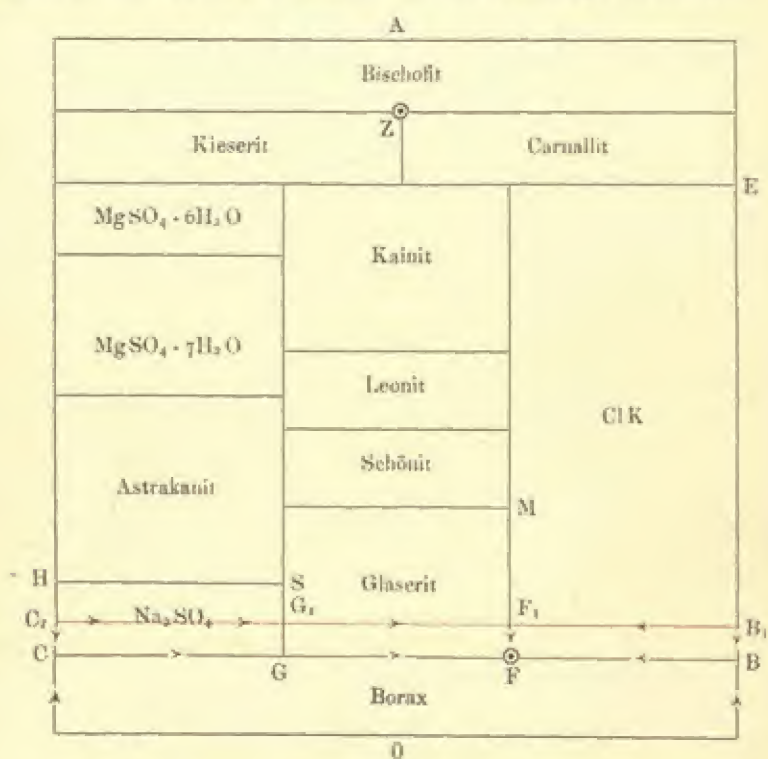 A
Bischofit
Z
Kieserit
Carnallit
E
MgSO₄ · 6H₂O
Kainit
MgSO₄ · 7H₂O
Leonit
ClK
Schönit
Astrakanit
M
H
S
Glaserit
G₁
F₁
C₁
Na₂SO₄
B₁
C
G
F
B
Borax
0